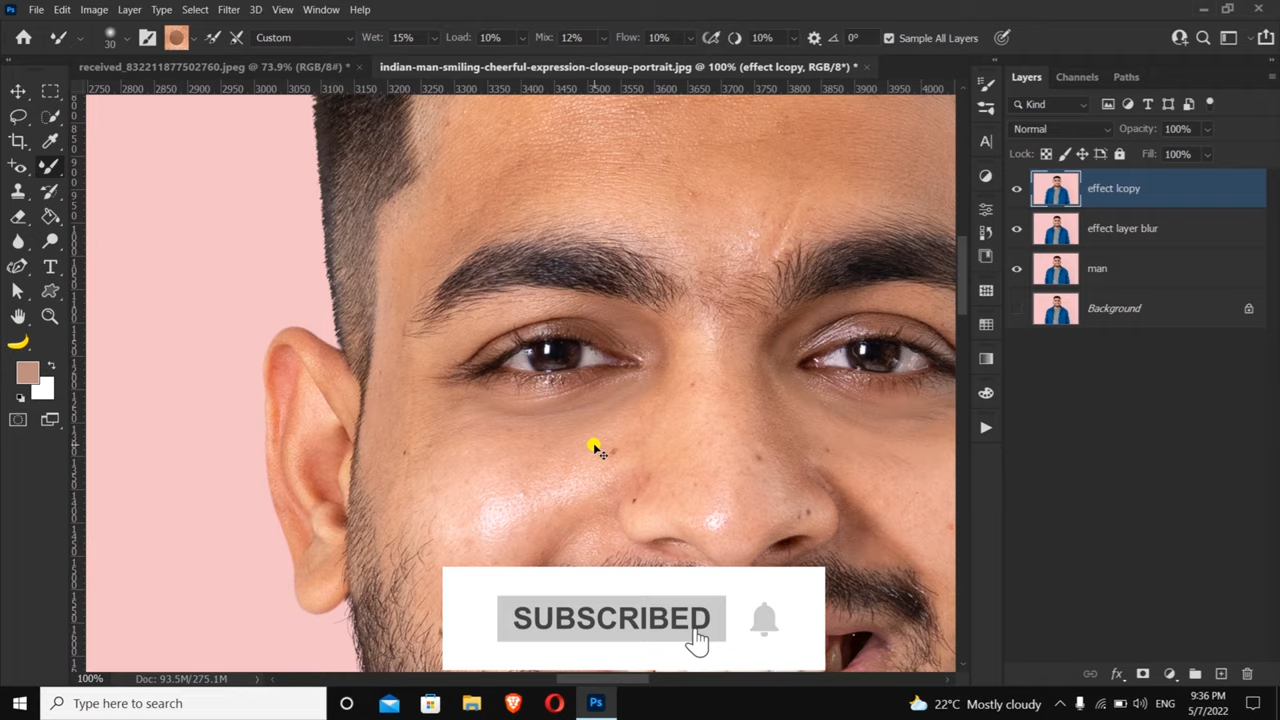 Ps File Edit Image Layer Type Select Filter 3D View Window Help
30 Custom Wet: 15% Load: 10% Mix: 12% Flow: 10% 10% 0° Sample All Layers
received_832211877502760.jpeg @ 73.9% (RGB/8#) * × indian-man-smiling-cheerful-expression-closeup-portrait.jpg @ 100% (effect lcopy, RGB/8*) * ×
2750 2800 2850 2900 2950 3000 3050 3100 3150 3200 3250 3300 3350 3400 3450 3500 3550 3600 3650 3700 3750 3800 3850 3900 3950 4000
Layers Channels Paths
Kind
Normal Opacity: 100%
Lock: Fill: 100%
effect lcopy
effect layer blur
man
Background
SUBSCRIBED
100% Doc: 93.5M/275.1M
Type here to search
Ps
22°C Mostly cloudy
ENG
9:36 PM
5/7/2022